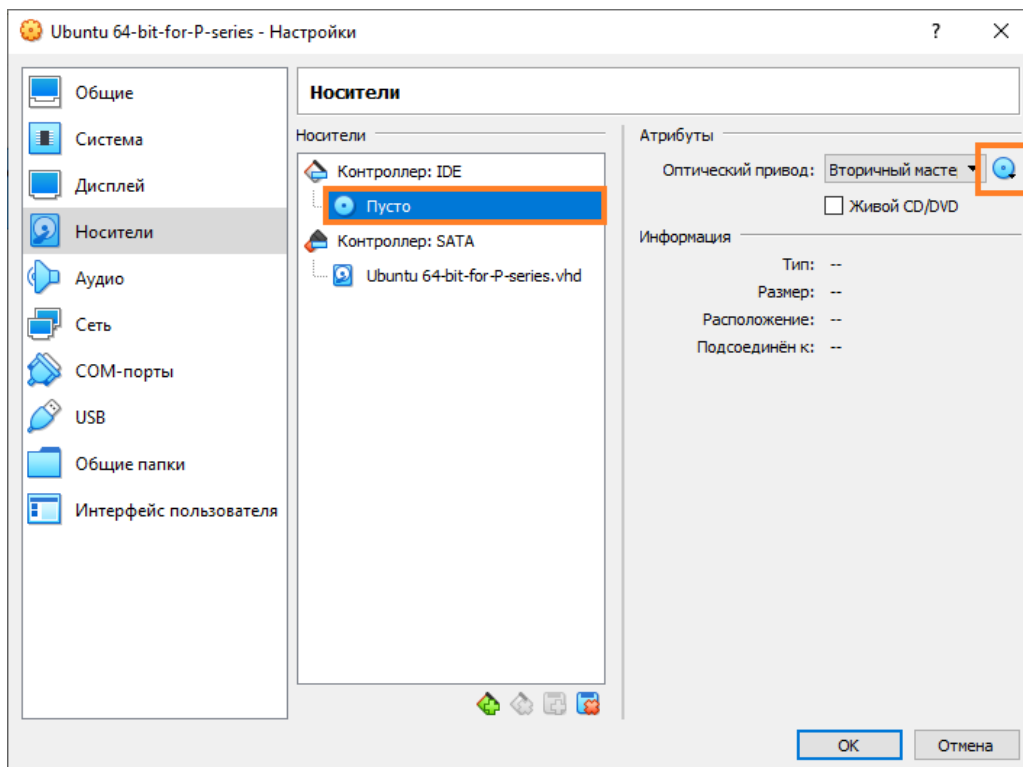 Ubuntu 64-bit-for-P-series - Настройки
?
Общие
Система
Дисплей
Носители
Аудио
Сеть
COM-порты
USB
Общие папки
Интерфейс пользователя
Носители
Носители
Контроллер: IDE
Пусто
Контроллер: SATA
Ubuntu 64-bit-for-P-series.vhd
Атрибуты
Оптический привод: Вторичный масте
Живой CD/DVD
Информация
Тип: --
Размер: --
Расположение: --
Подсоединён к: --
OK Отмена